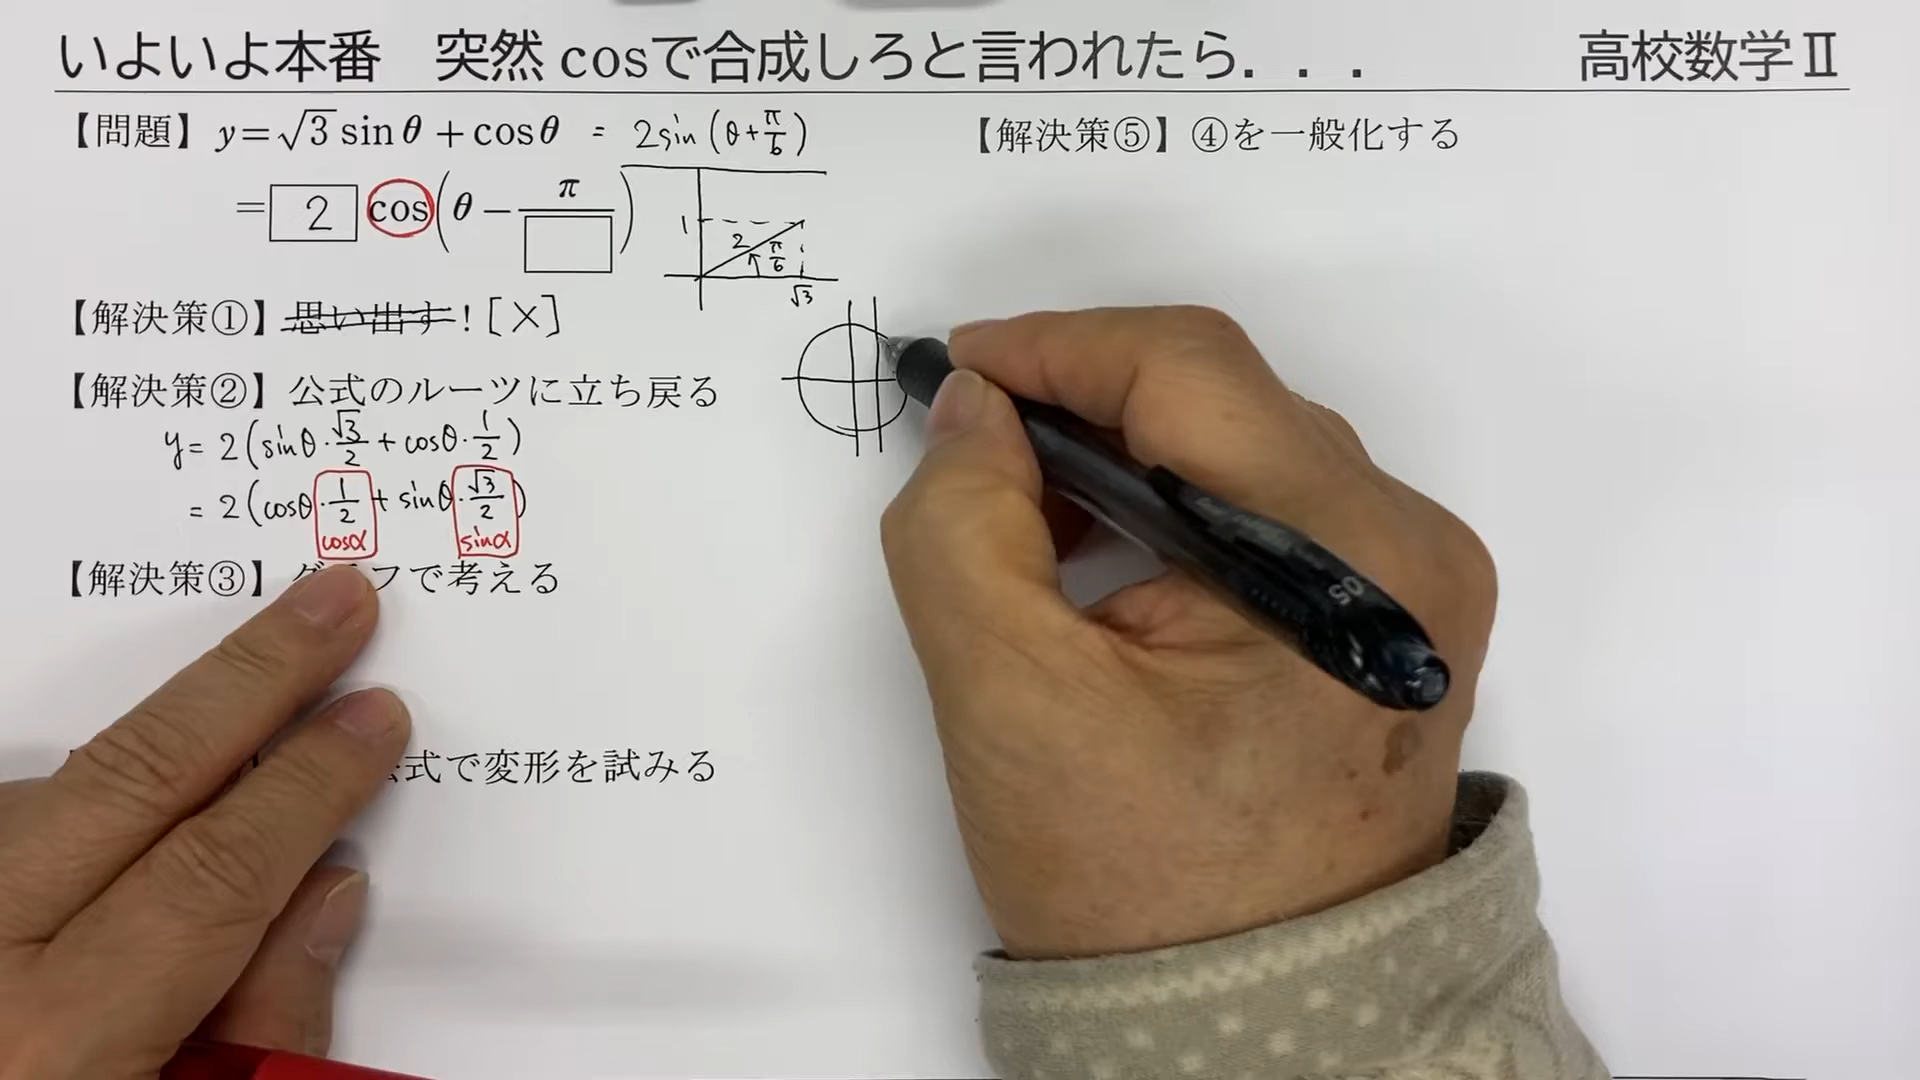 いよいよ本番　突然 cosで合成しろと言われたら．．．
高校数学Ⅱ
【問題】 y=√3 sinθ + cosθ = 2sin(θ+π/6)
= 2 cos(θ − π/ )
1 2 π/6 √3
【解決策①】思い出す！[×]
【解決策②】公式のルーツに立ち戻る
y= 2(sinθ・√3/2 + cosθ・1/2)
= 2(cosθ・1/2 + sinθ・√3/2)
cosα sinα
【解決策③】グラフで考える
式で変形を試みる
【解決策⑤】④を一般化する
05